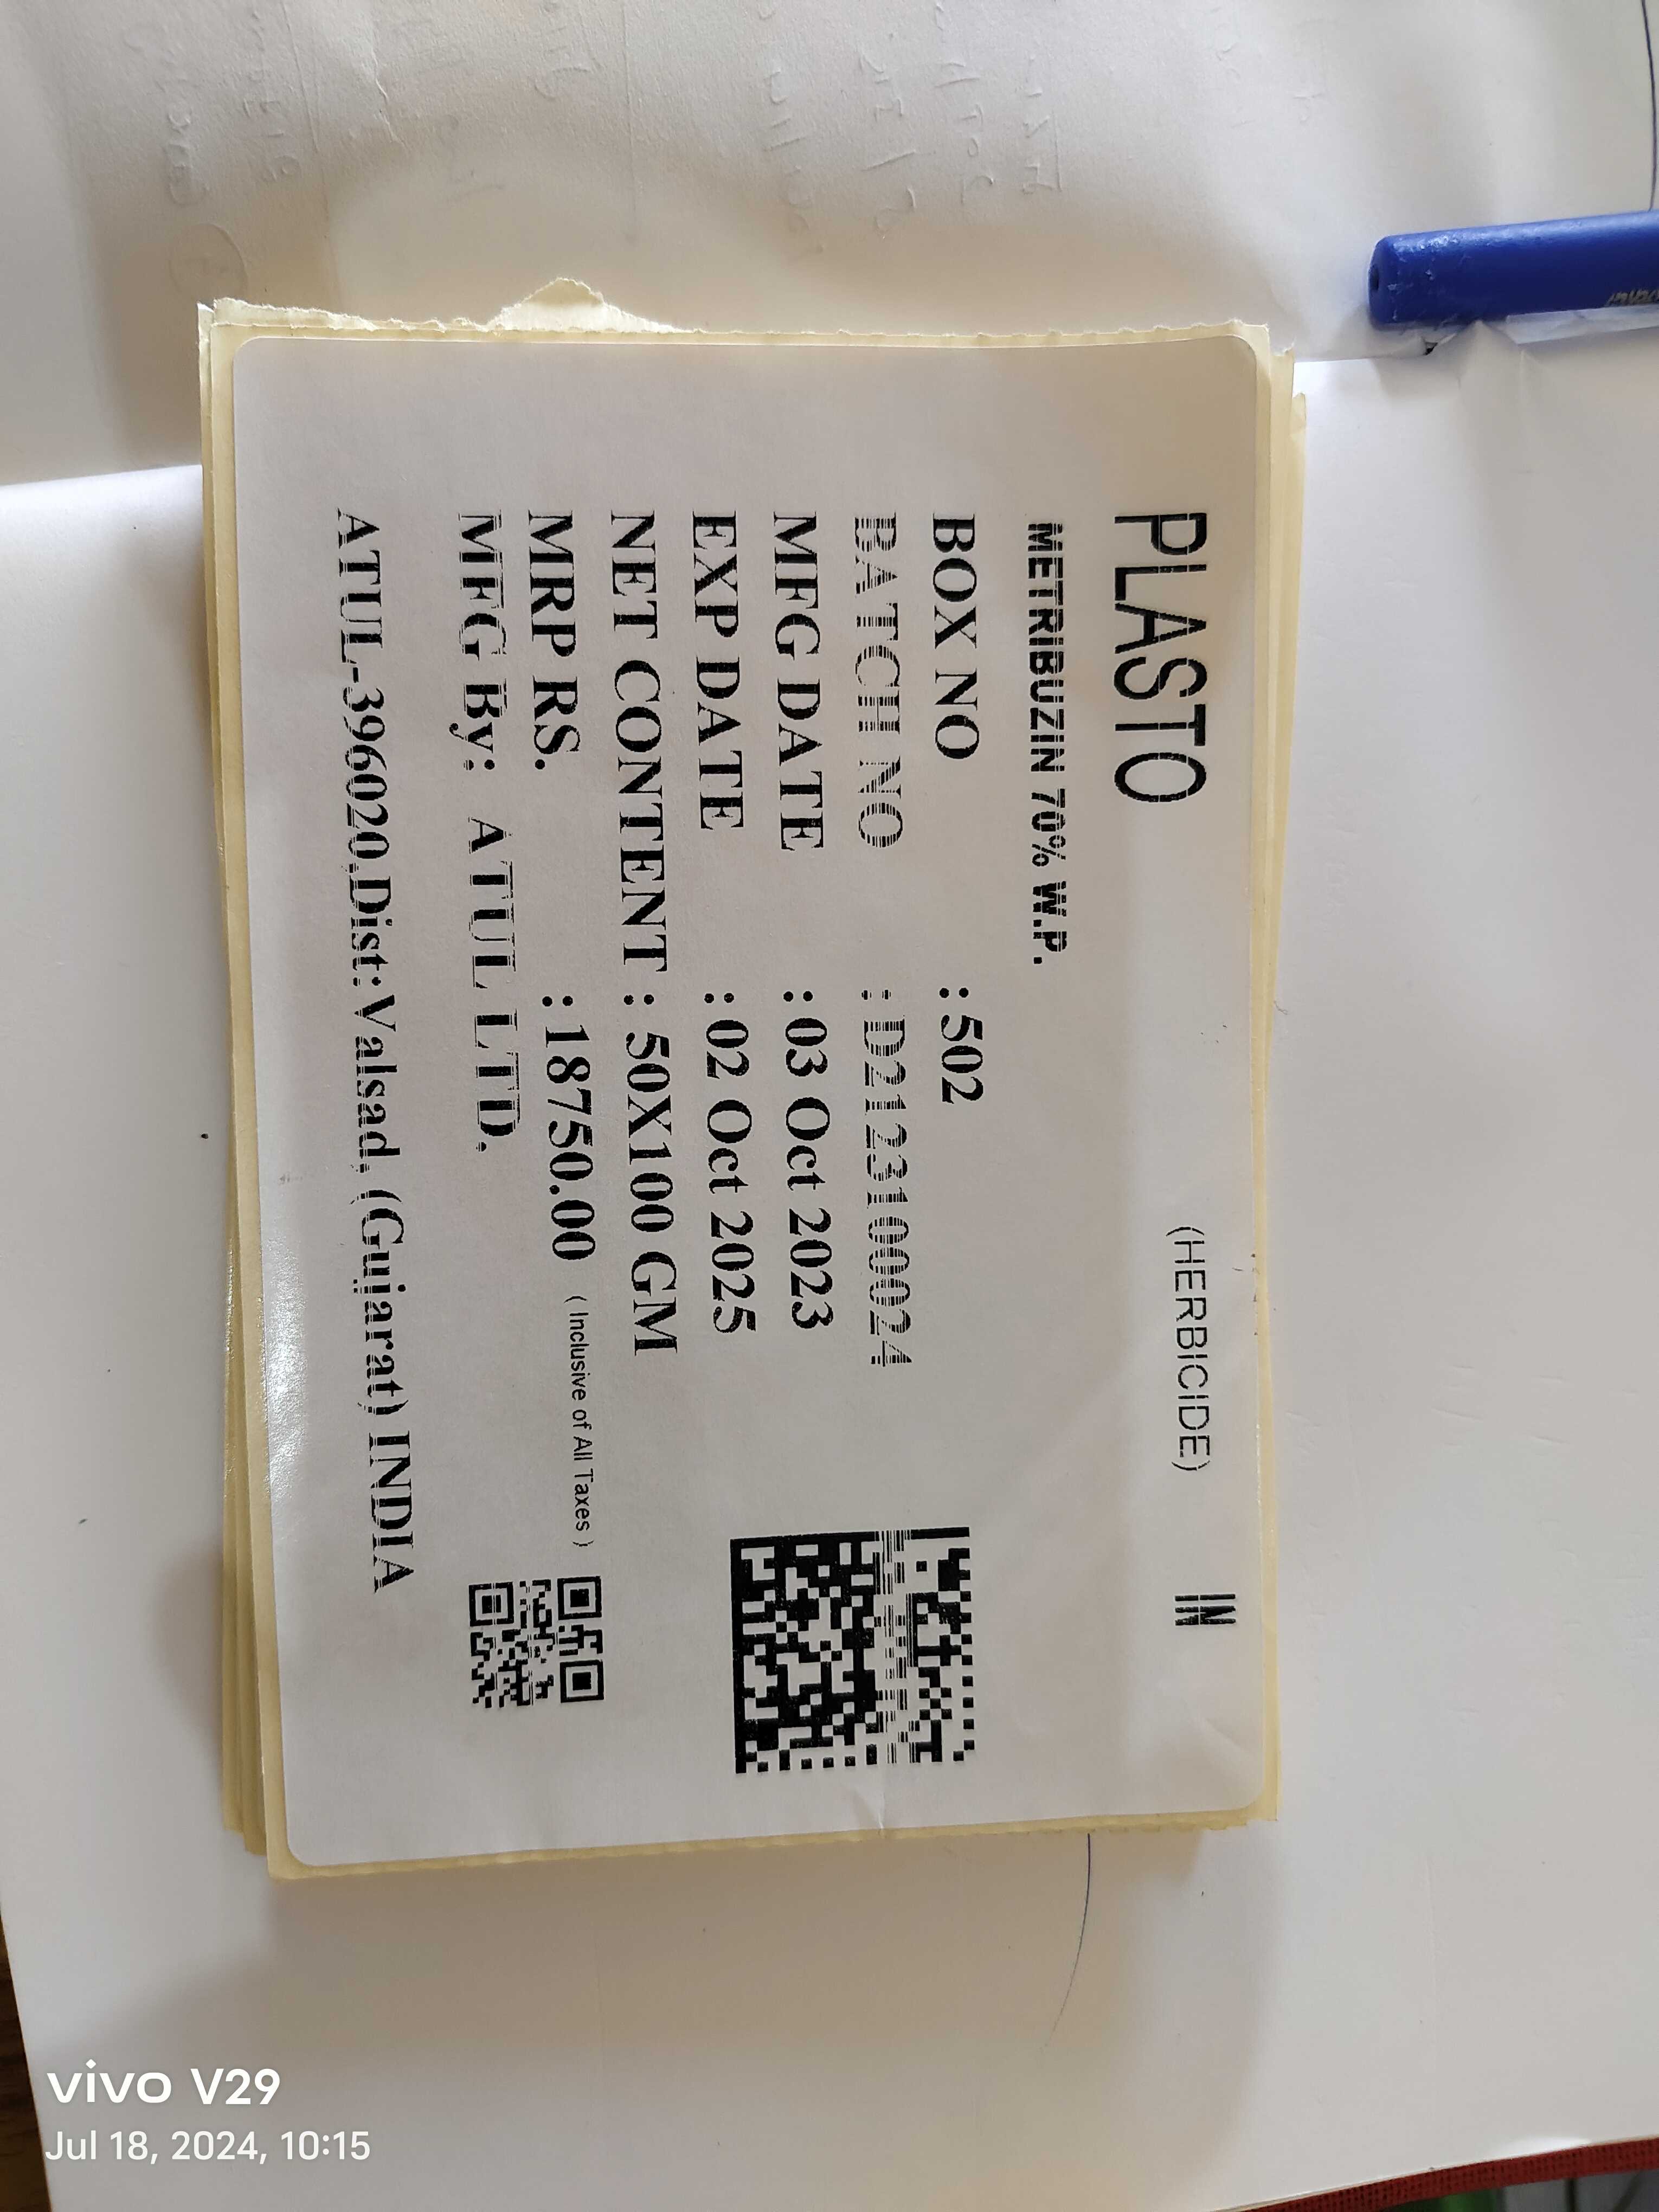 PLASTO (HERBICIDE) IN
METRIBUZIN 70% W.P.
BOX NO :502
BATCH NO : D2123100024
MFG DATE : 03 Oct 2023
EXP DATE : 02 Oct 2025
NET CONTENT : 50X100 GM
MRP RS. : 18750.00 ( Inclusive of All Taxes )
MFG By: ATUL LTD.
ATUL-396020,Dist:Valsad, (Gujarat) INDIA
vivo V29
Jul 18, 2024, 10:15